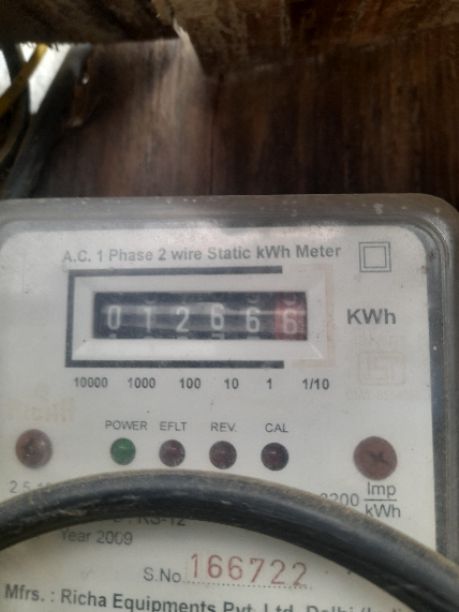 A.C. 1 Phase 2 wire Static kWh Meter
0 1 2 6 6 6
KWh
10000 1000 100 10 1 1/10
POWER EFLT REV. CAL
Imp
kWh
Year 2009
S.No. 166722
Mfrs. : Richa Equipments Pvt. Ltd. Delhi